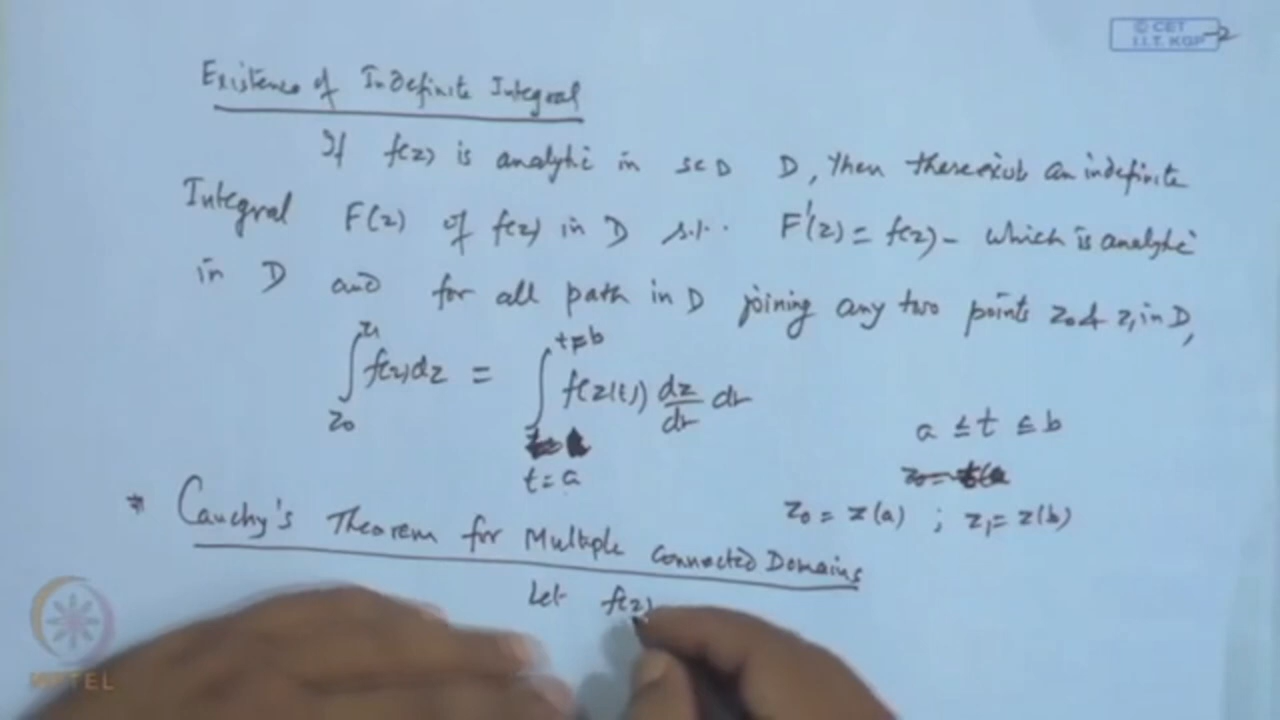 © CET
I.I.T. KGP
-2
Existence of Indefinite Integral
If f(z) is analytic in SCD D, then there exists an indefinite
Integral F(z) of f(z) in D s.t. F'(z) = f(z) - which is analytic
in D and for all path in D joining any two points z0 & z1 in D,
∫_{z0}^{z1} f(z)dz = ∫_{t=a}^{t=b} f(z(t)) dz/dt dt
a ≤ t ≤ b
z0 = z(a) ; z1 = z(b)
* Cauchy's Theorem for Multiple Connected Domains
Let f(z)
NPTEL